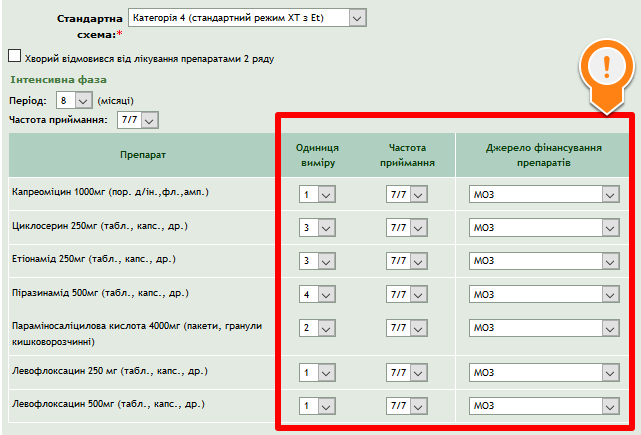 Стандартна схема:* Категорія 4 (стандартний режим ХТ з Et)
Хворий відмовився від лікування препаратами 2 ряду
Інтенсивна фаза
Період: 8 (місяці)
Частота приймання: 7/7
Препарат Одиниця виміру Частота приймання Джерело фінансування препаратів
Капреоміцин 1000мг (пор. д/ін.,фл.,амп.) 1 7/7 МОЗ
Циклосерин 250мг (табл., капс., др.) 3 7/7 МОЗ
Етіонамід 250мг (табл., капс., др.) 3 7/7 МОЗ
Піразинамід 500мг (табл., капс., др.) 4 7/7 МОЗ
Параміносаліцилова кислота 4000мг (пакети, гранули кишковорозчинні) 2 7/7 МОЗ
Левофлоксацин 250 мг (табл., капс., др.) 1 7/7 МОЗ
Левофлоксацин 500мг (табл., капс., др.) 1 7/7 МОЗ